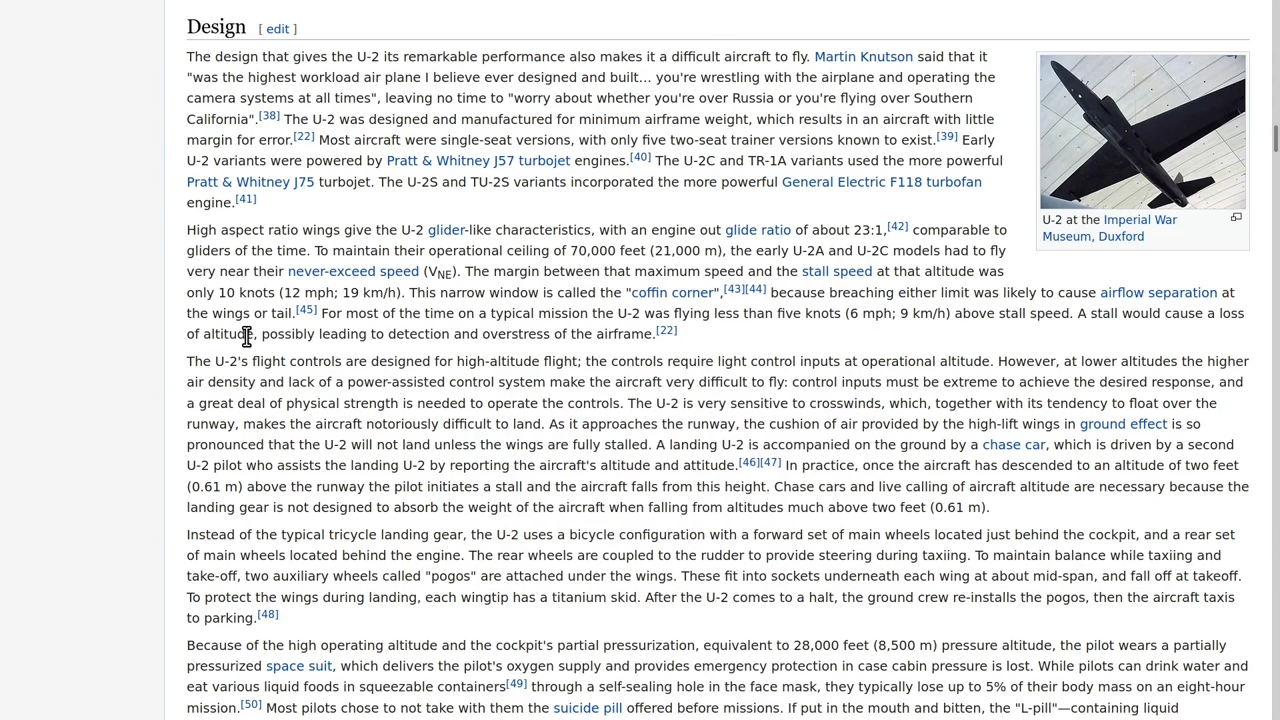 Design [ edit ]
The design that gives the U-2 its remarkable performance also makes it a difficult aircraft to fly. Martin Knutson said that it
"was the highest workload air plane I believe ever designed and built… you're wrestling with the airplane and operating the
camera systems at all times", leaving no time to "worry about whether you're over Russia or you're flying over Southern
California".[38] The U-2 was designed and manufactured for minimum airframe weight, which results in an aircraft with little
margin for error.[22] Most aircraft were single-seat versions, with only five two-seat trainer versions known to exist.[39] Early
U-2 variants were powered by Pratt & Whitney J57 turbojet engines.[40] The U-2C and TR-1A variants used the more powerful
Pratt & Whitney J75 turbojet. The U-2S and TU-2S variants incorporated the more powerful General Electric F118 turbofan
engine.[41]
U-2 at the Imperial War
Museum, Duxford
High aspect ratio wings give the U-2 glider-like characteristics, with an engine out glide ratio of about 23:1,[42] comparable to
gliders of the time. To maintain their operational ceiling of 70,000 feet (21,000 m), the early U-2A and U-2C models had to fly
very near their never-exceed speed (VNE). The margin between that maximum speed and the stall speed at that altitude was
only 10 knots (12 mph; 19 km/h). This narrow window is called the "coffin corner",[43][44] because breaching either limit was likely to cause airflow separation at
the wings or tail.[45] For most of the time on a typical mission the U-2 was flying less than five knots (6 mph; 9 km/h) above stall speed. A stall would cause a loss
of altitude, possibly leading to detection and overstress of the airframe.[22]
The U-2's flight controls are designed for high-altitude flight; the controls require light control inputs at operational altitude. However, at lower altitudes the higher
air density and lack of a power-assisted control system make the aircraft very difficult to fly: control inputs must be extreme to achieve the desired response, and
a great deal of physical strength is needed to operate the controls. The U-2 is very sensitive to crosswinds, which, together with its tendency to float over the
runway, makes the aircraft notoriously difficult to land. As it approaches the runway, the cushion of air provided by the high-lift wings in ground effect is so
pronounced that the U-2 will not land unless the wings are fully stalled. A landing U-2 is accompanied on the ground by a chase car, which is driven by a second
U-2 pilot who assists the landing U-2 by reporting the aircraft's altitude and attitude.[46][47] In practice, once the aircraft has descended to an altitude of two feet
(0.61 m) above the runway the pilot initiates a stall and the aircraft falls from this height. Chase cars and live calling of aircraft altitude are necessary because the
landing gear is not designed to absorb the weight of the aircraft when falling from altitudes much above two feet (0.61 m).
Instead of the typical tricycle landing gear, the U-2 uses a bicycle configuration with a forward set of main wheels located just behind the cockpit, and a rear set
of main wheels located behind the engine. The rear wheels are coupled to the rudder to provide steering during taxiing. To maintain balance while taxiing and
take-off, two auxiliary wheels called "pogos" are attached under the wings. These fit into sockets underneath each wing at about mid-span, and fall off at takeoff.
To protect the wings during landing, each wingtip has a titanium skid. After the U-2 comes to a halt, the ground crew re-installs the pogos, then the aircraft taxis
to parking.[48]
Because of the high operating altitude and the cockpit's partial pressurization, equivalent to 28,000 feet (8,500 m) pressure altitude, the pilot wears a partially
pressurized space suit, which delivers the pilot's oxygen supply and provides emergency protection in case cabin pressure is lost. While pilots can drink water and
eat various liquid foods in squeezable containers[49] through a self-sealing hole in the face mask, they typically lose up to 5% of their body mass on an eight-hour
mission.[50] Most pilots chose to not take with them the suicide pill offered before missions. If put in the mouth and bitten, the "L-pill"—containing liquid